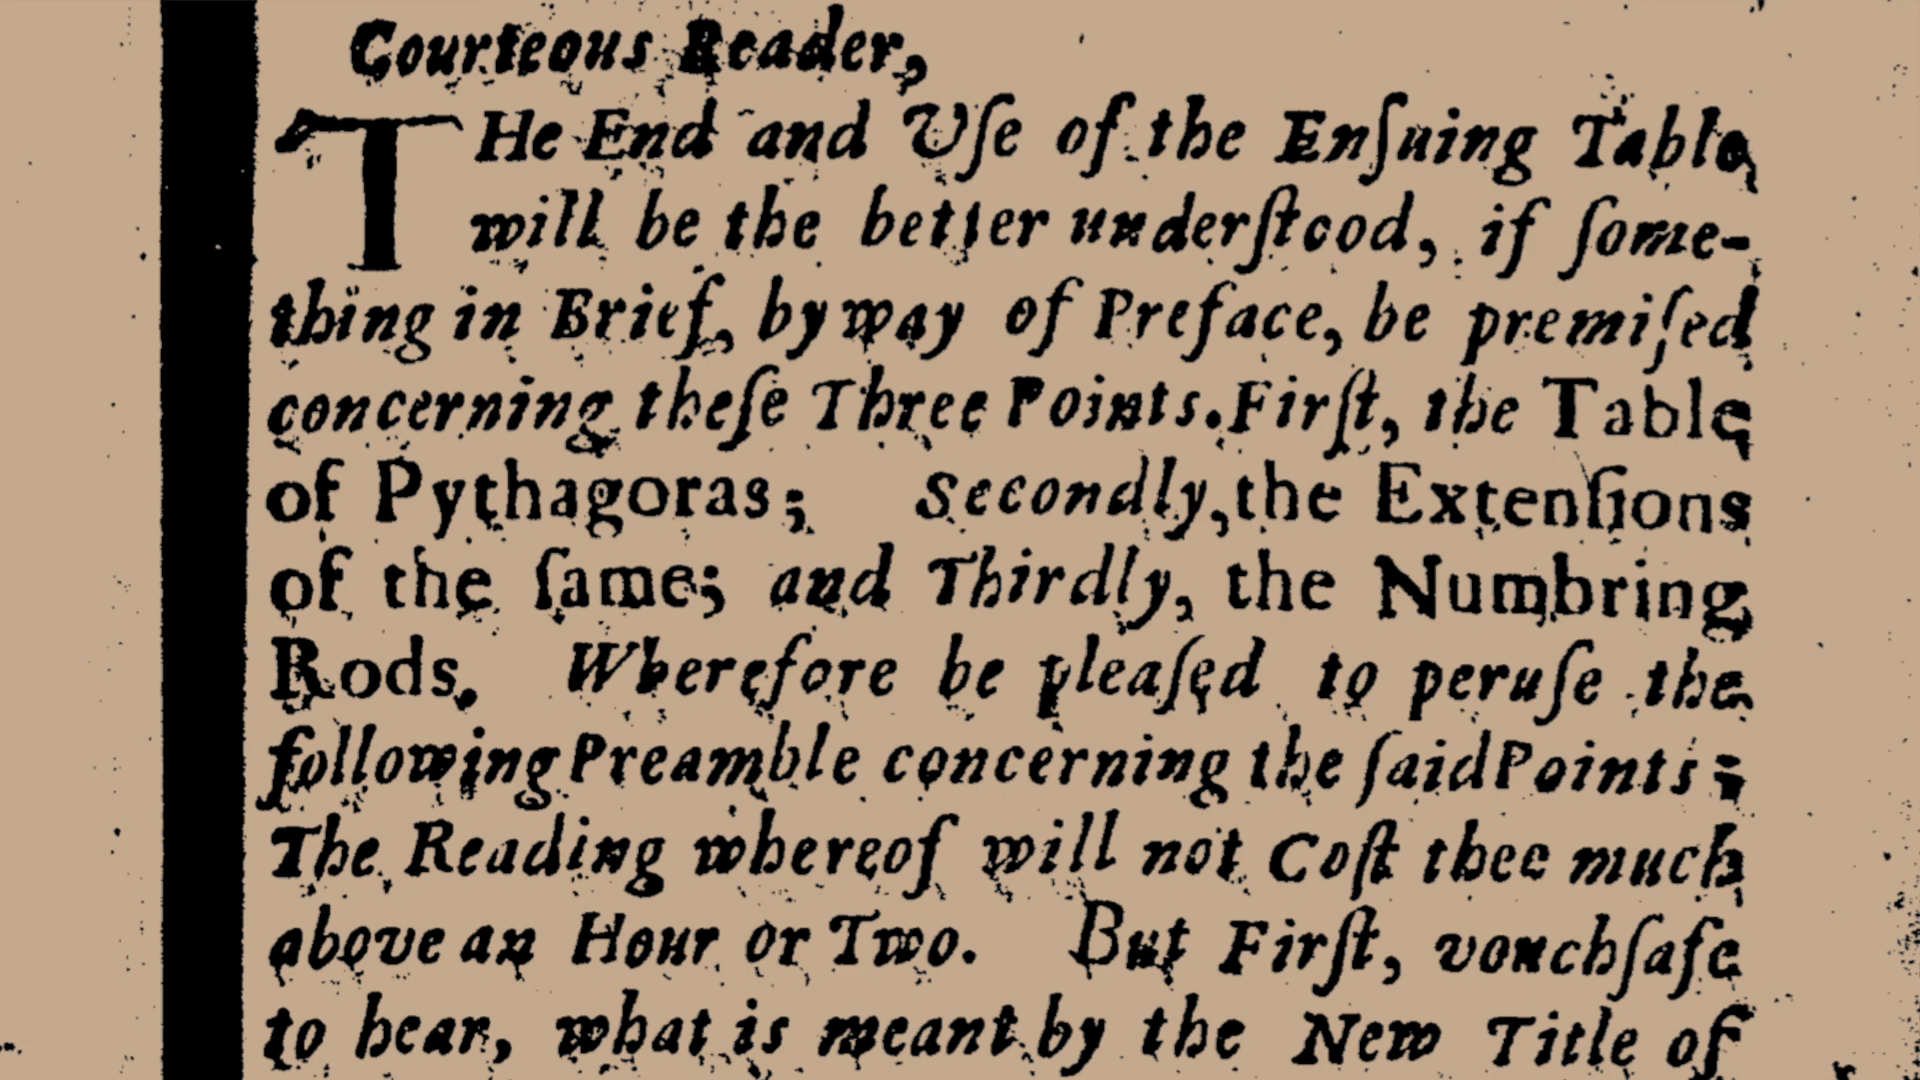 Courteous Reader,
THe End and Uſe of the Enſuing Table,
will be the better underſtood, if ſome-
thing in Brief, by way of Preface, be premiſed
concerning theſe Three Points. Firſt, the Table
of Pythagoras; Secondly, the Extenſions
of the ſame; and Thirdly, the Numbring
Rods. Wherefore be pleaſed to peruſe the
following Preamble concerning the ſaid Points;
The Reading whereof will not Coſt thee much
above an Hour or Two. But Firſt, vouchſafe
to hear, what is meant by the New Title of